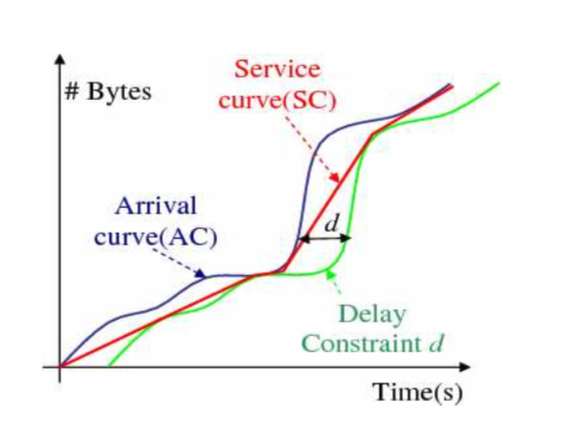 Service
curve(SC)
# Bytes
Arrival
curve(AC)
d
Delay
Constraint d
Time(s)